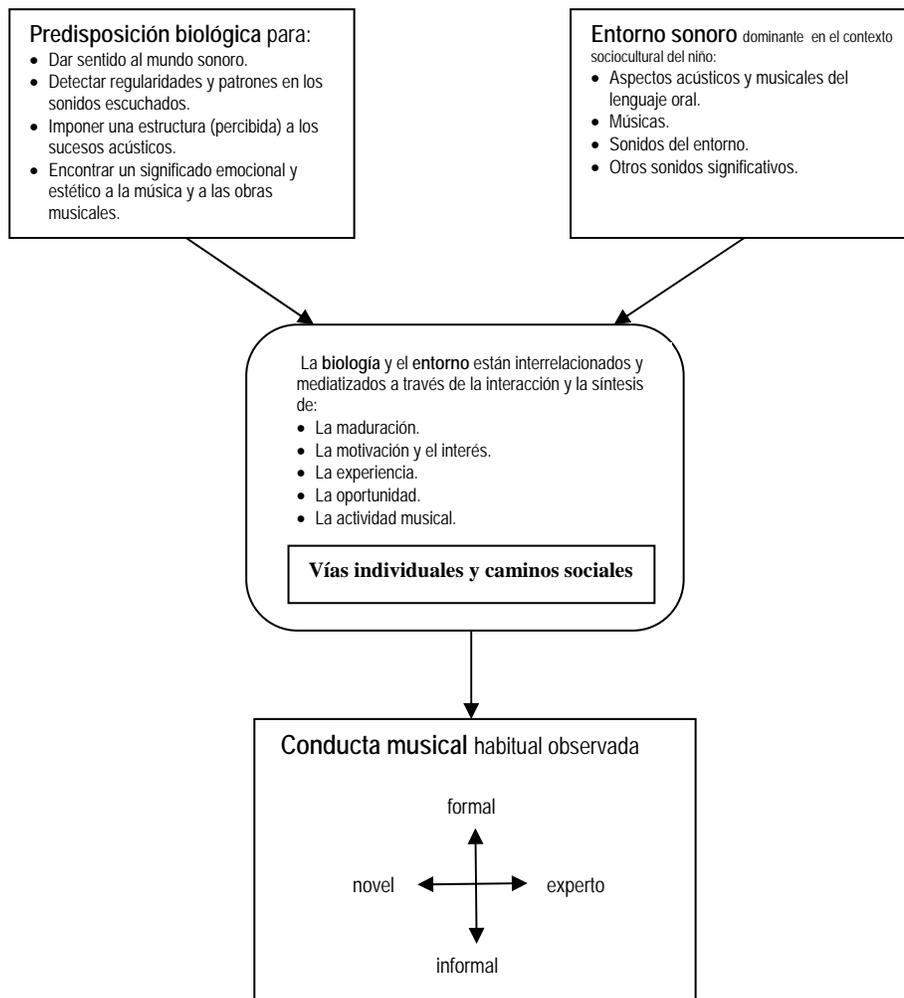 Predisposición biológica para:
• Dar sentido al mundo sonoro.
• Detectar regularidades y patrones en los
sonidos escuchados.
• Imponer una estructura (percibida) a los
sucesos acústicos.
• Encontrar un significado emocional y
estético a la música y a las obras
musicales.
Entorno sonoro dominante en el contexto
sociocultural del niño:
• Aspectos acústicos y musicales del
lenguaje oral.
• Músicas.
• Sonidos del entorno.
• Otros sonidos significativos.
La biología y el entorno están interrelacionados y
mediatizados a través de la interacción y la síntesis
de:
• La maduración.
• La motivación y el interés.
• La experiencia.
• La oportunidad.
• La actividad musical.
Vías individuales y caminos sociales
Conducta musical habitual observada
formal
novel experto
informal